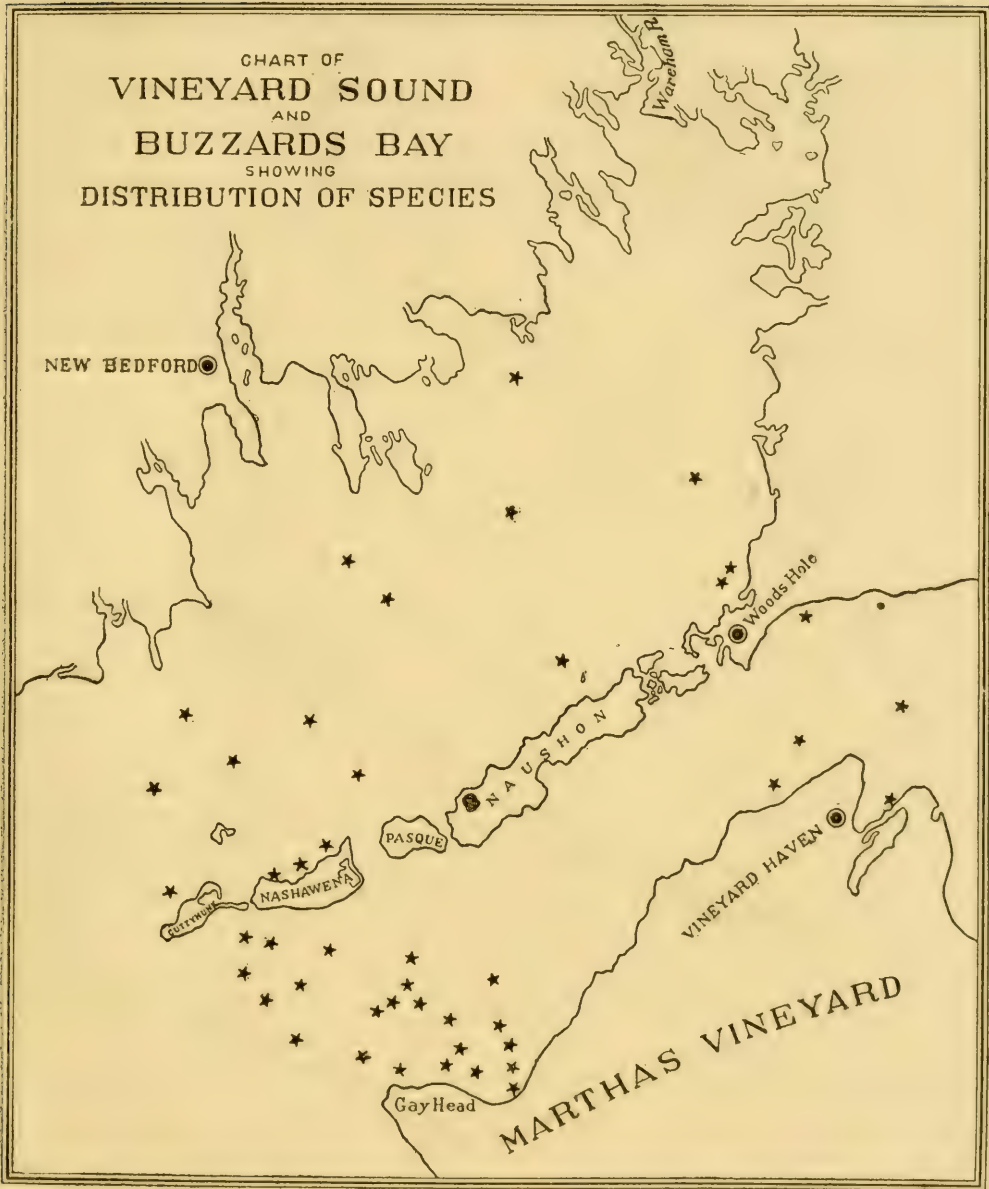 CHART OF
VINEYARD SOUND
AND
BUZZARDS BAY
SHOWING
DISTRIBUTION OF SPECIES
Wareham R.
NEW BEDFORD
Woods Hole
NAUSHON
PASQUE
NASHAWENA
CUTTYHUNK
VINEYARD HAVEN
MARTHAS VINEYARD
Gay Head